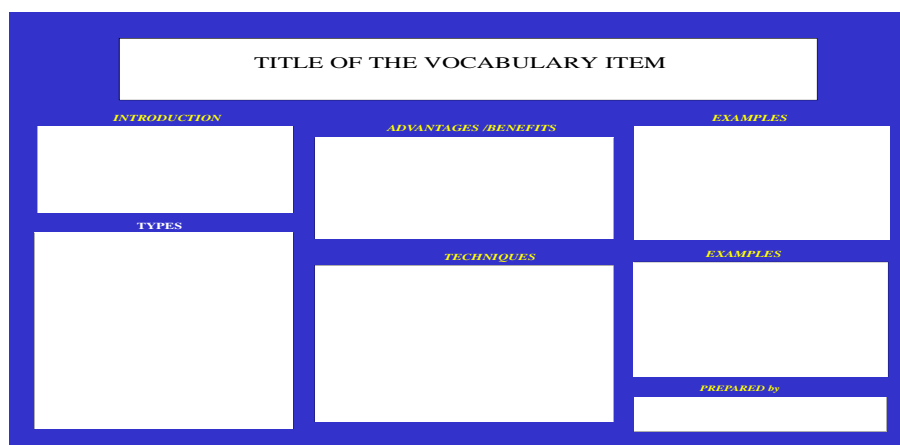 TITLE OF THE VOCABULARY ITEM
INTRODUCTION
TYPES
ADVANTAGES /BENEFITS
TECHNIQUES
EXAMPLES
EXAMPLES
PREPARED by